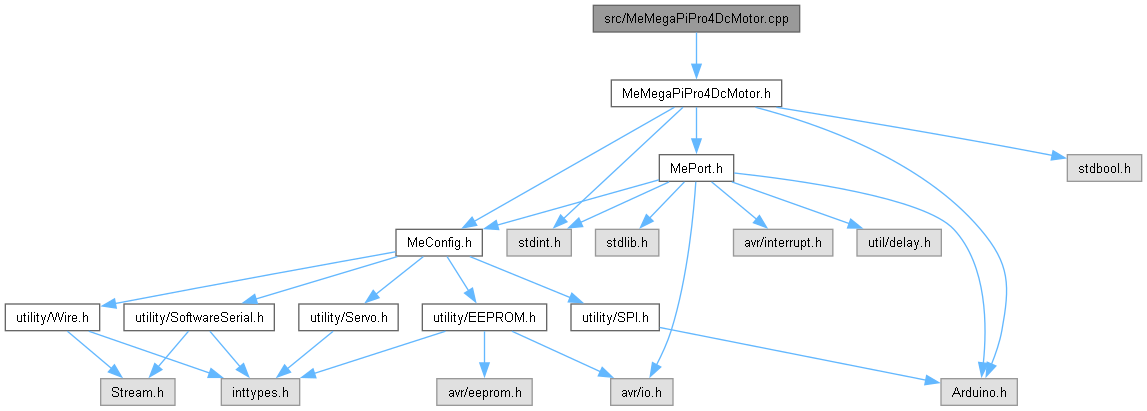 src/MeMegaPiPro4DcMotor.cpp
MeMegaPiPro4DcMotor.h
MePort.h
stdbool.h
MeConfig.h
stdint.h
stdlib.h
avr/interrupt.h
util/delay.h
utility/Wire.h
utility/SoftwareSerial.h
utility/Servo.h
utility/EEPROM.h
utility/SPI.h
Stream.h
inttypes.h
avr/eeprom.h
avr/io.h
Arduino.h